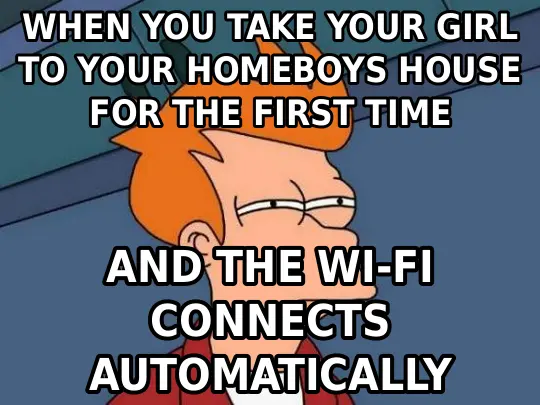 WHEN YOU TAKE YOUR GIRL
TO YOUR HOMEBOYS HOUSE
FOR THE FIRST TIME
AND THE WI-FI
CONNECTS
AUTOMATICALLY